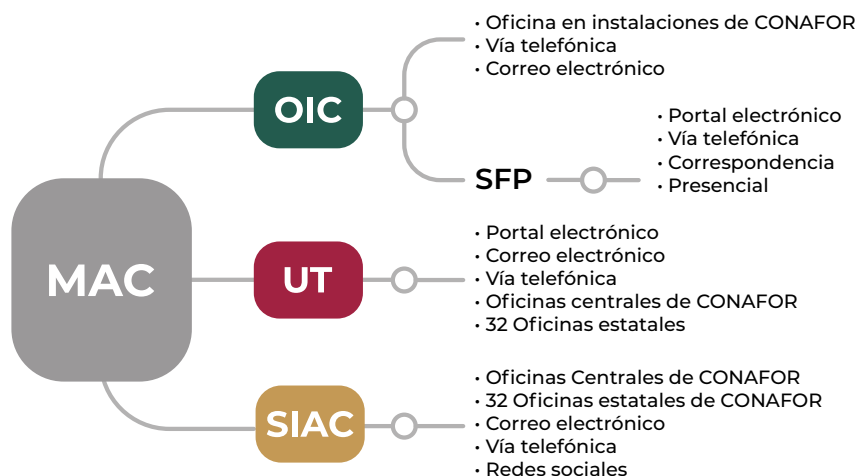 MAC
OIC
• Oficina en instalaciones de CONAFOR
• Vía telefónica
• Correo electrónico
SFP
• Portal electrónico
• Vía telefónica
• Correspondencia
• Presencial
UT
• Portal electrónico
• Correo electrónico
• Vía telefónica
• Oficinas centrales de CONAFOR
• 32 Oficinas estatales
SIAC
• Oficinas Centrales de CONAFOR
• 32 Oficinas estatales de CONAFOR
• Correo electrónico
• Vía telefónica
• Redes sociales